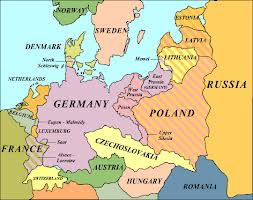 NORWAY
SWEDEN
ESTONIA
LATVIA
DENMARK
North
Schleswig
Memel
LITHUANIA
RUSSIA
NETHERLANDS
West
Prussia
East Prussia
Posen
GERMANY
POLAND
BELGIUM
Eupen - Malmedy
LUXEMBURG
Saar
Alsace-
Lorraine
Upper
Silesia
FRANCE
CZECHOSLOVAKIA
SWITZERLAND
AUSTRIA
HUNGARY
ROMANIA